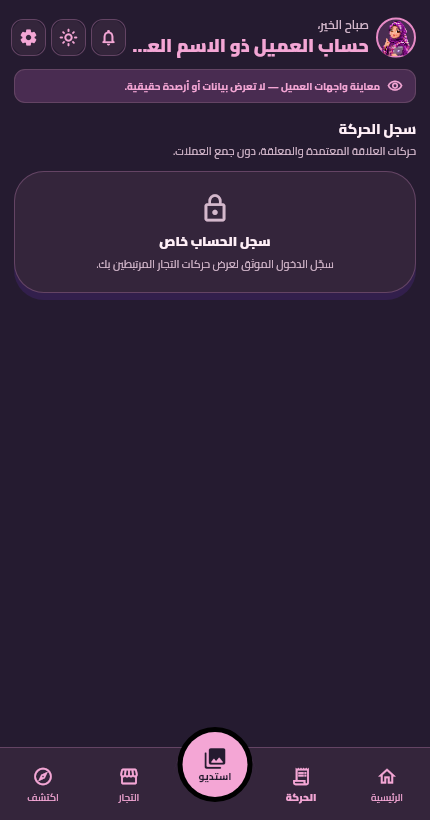 صباح الخير،
حساب العميل ذو الاسم العـ...
معاينة واجهات العميل — لا تعرض بيانات أو أرصدة حقيقية.
سجل الحركة
حركات العلاقة المعتمدة والمعلقة، دون جمع العملات.
سجل الحساب خاص
سجّل الدخول الموثق لعرض حركات التجار المرتبطين بك.
الرئيسية
الحركة
استديو
التجار
اكتشف